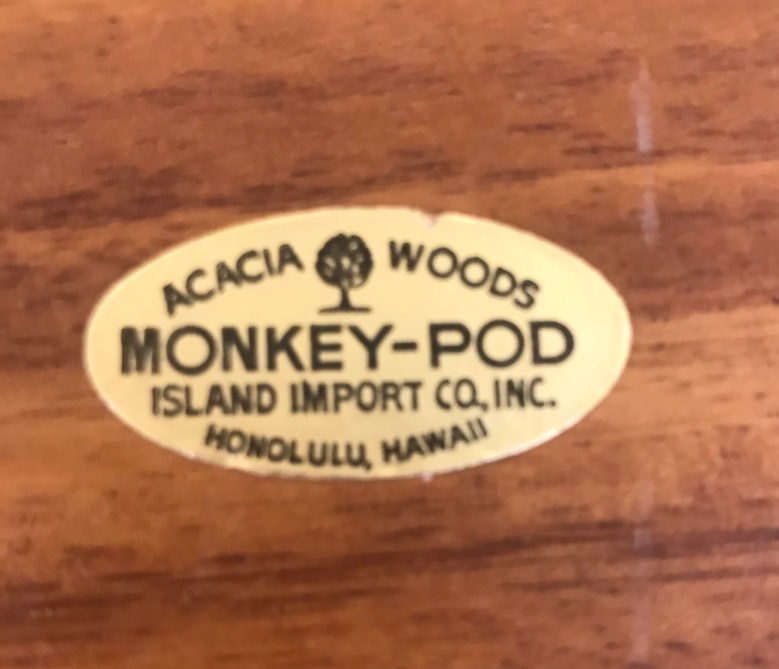 ACACIA WOODS
MONKEY-POD
ISLAND IMPORT CO., INC.
HONOLULU, HAWAII